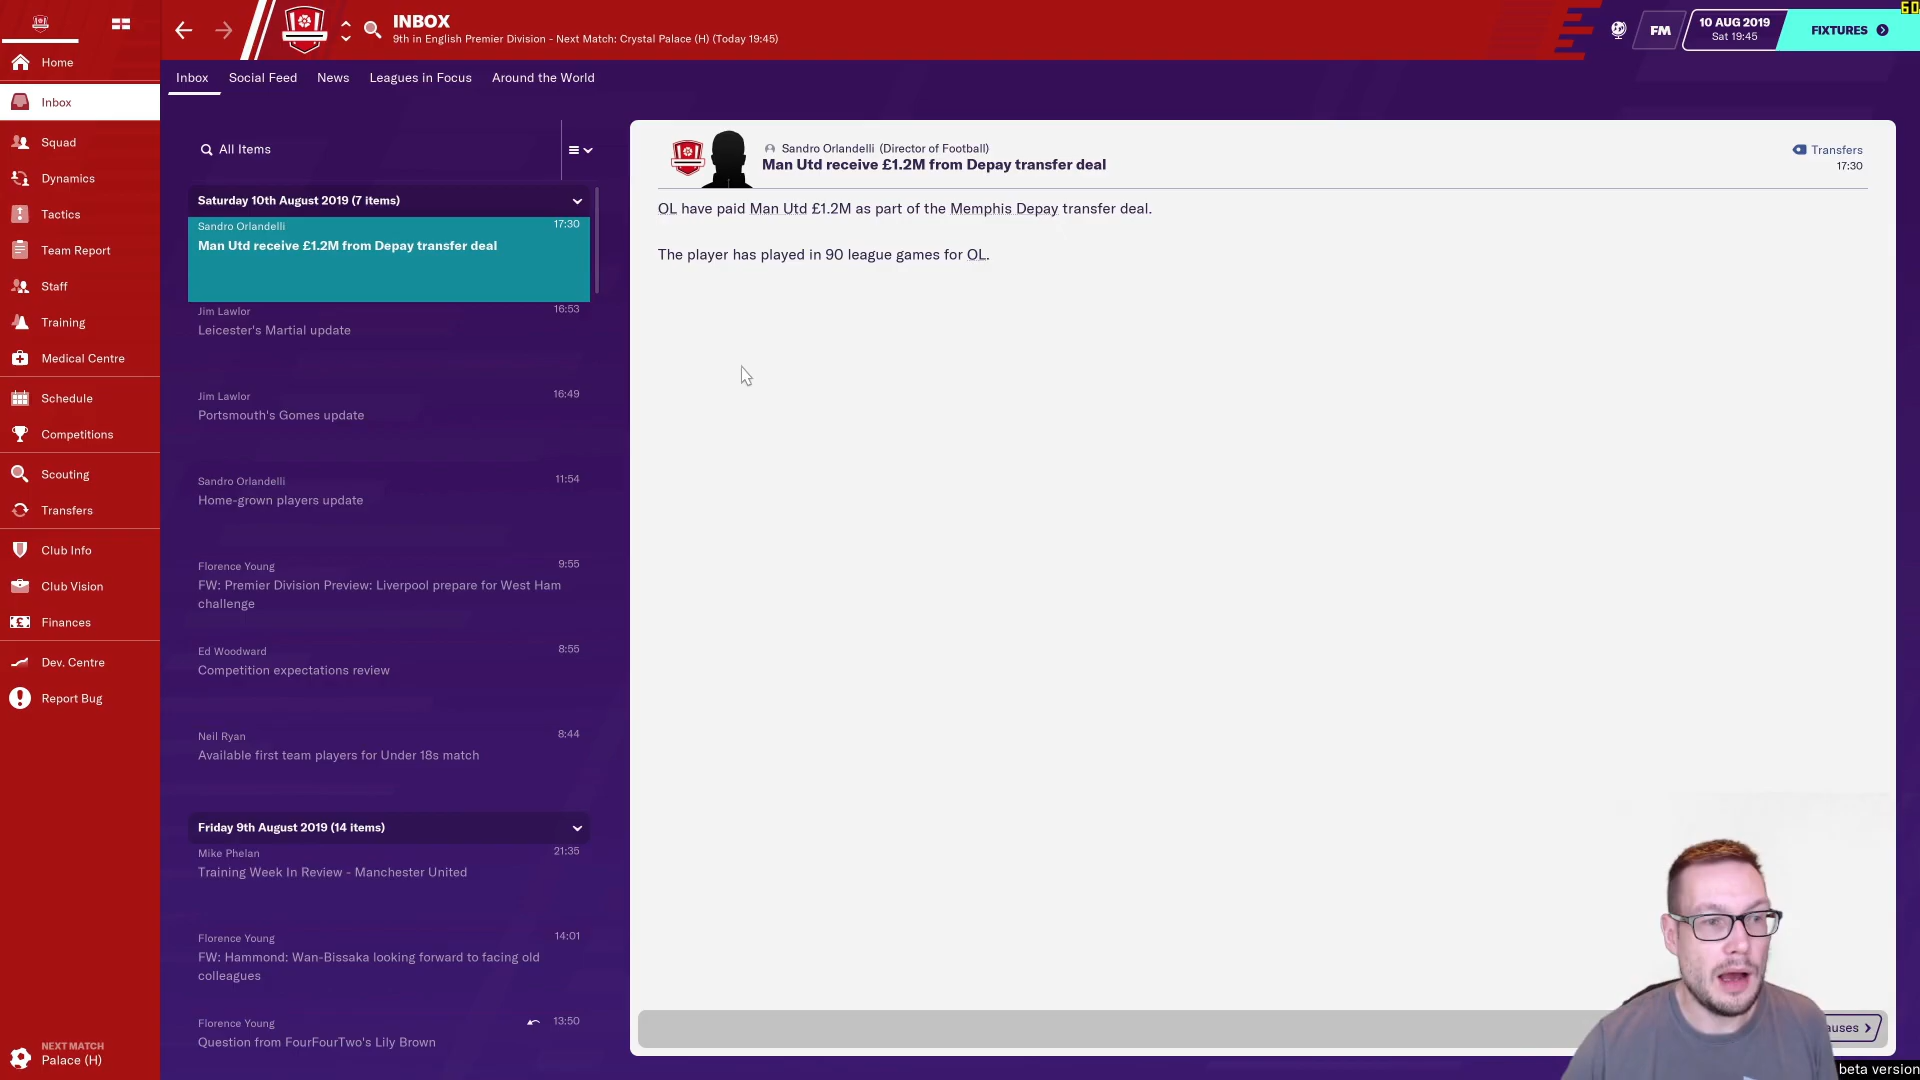 60
INBOX
9th in English Premier Division - Next Match: Crystal Palace (H) (Today 19:45)
FM
10 AUG 2019
Sat 19:45
FIXTURES
Home
Inbox
Squad
Dynamics
Tactics
Team Report
Staff
Training
Medical Centre
Schedule
Competitions
Scouting
Transfers
Club Info
Club Vision
Finances
Dev. Centre
Report Bug
NEXT MATCH
Palace (H)
Inbox Social Feed News Leagues in Focus Around the World
All Items
Saturday 10th August 2019 (7 items)
Sandro Orlandelli 17:30
Man Utd receive £1.2M from Depay transfer deal
Jim Lawlor 16:53
Leicester's Martial update
Jim Lawlor 16:49
Portsmouth's Gomes update
Sandro Orlandelli 11:54
Home-grown players update
Florence Young 9:55
FW: Premier Division Preview: Liverpool prepare for West Ham
challenge
Ed Woodward 8:55
Competition expectations review
Neil Ryan 8:44
Available first team players for Under 18s match
Friday 9th August 2019 (14 items)
Mike Phelan 21:35
Training Week In Review - Manchester United
Florence Young 14:01
FW: Hammond: Wan-Bissaka looking forward to facing old
colleagues
Florence Young 13:50
Question from FourFourTwo's Lily Brown
Sandro Orlandelli (Director of Football)
Man Utd receive £1.2M from Depay transfer deal
Transfers
17:30
OL have paid Man Utd £1.2M as part of the Memphis Depay transfer deal.
The player has played in 90 league games for OL.
beta version